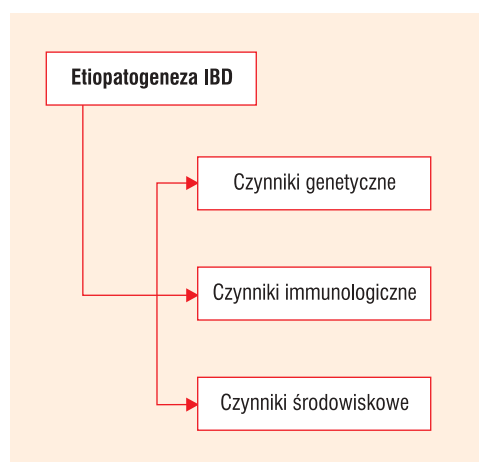 Etiopatogeneza IBD
Czynniki genetyczne
Czynniki immunologiczne
Czynniki środowiskowe